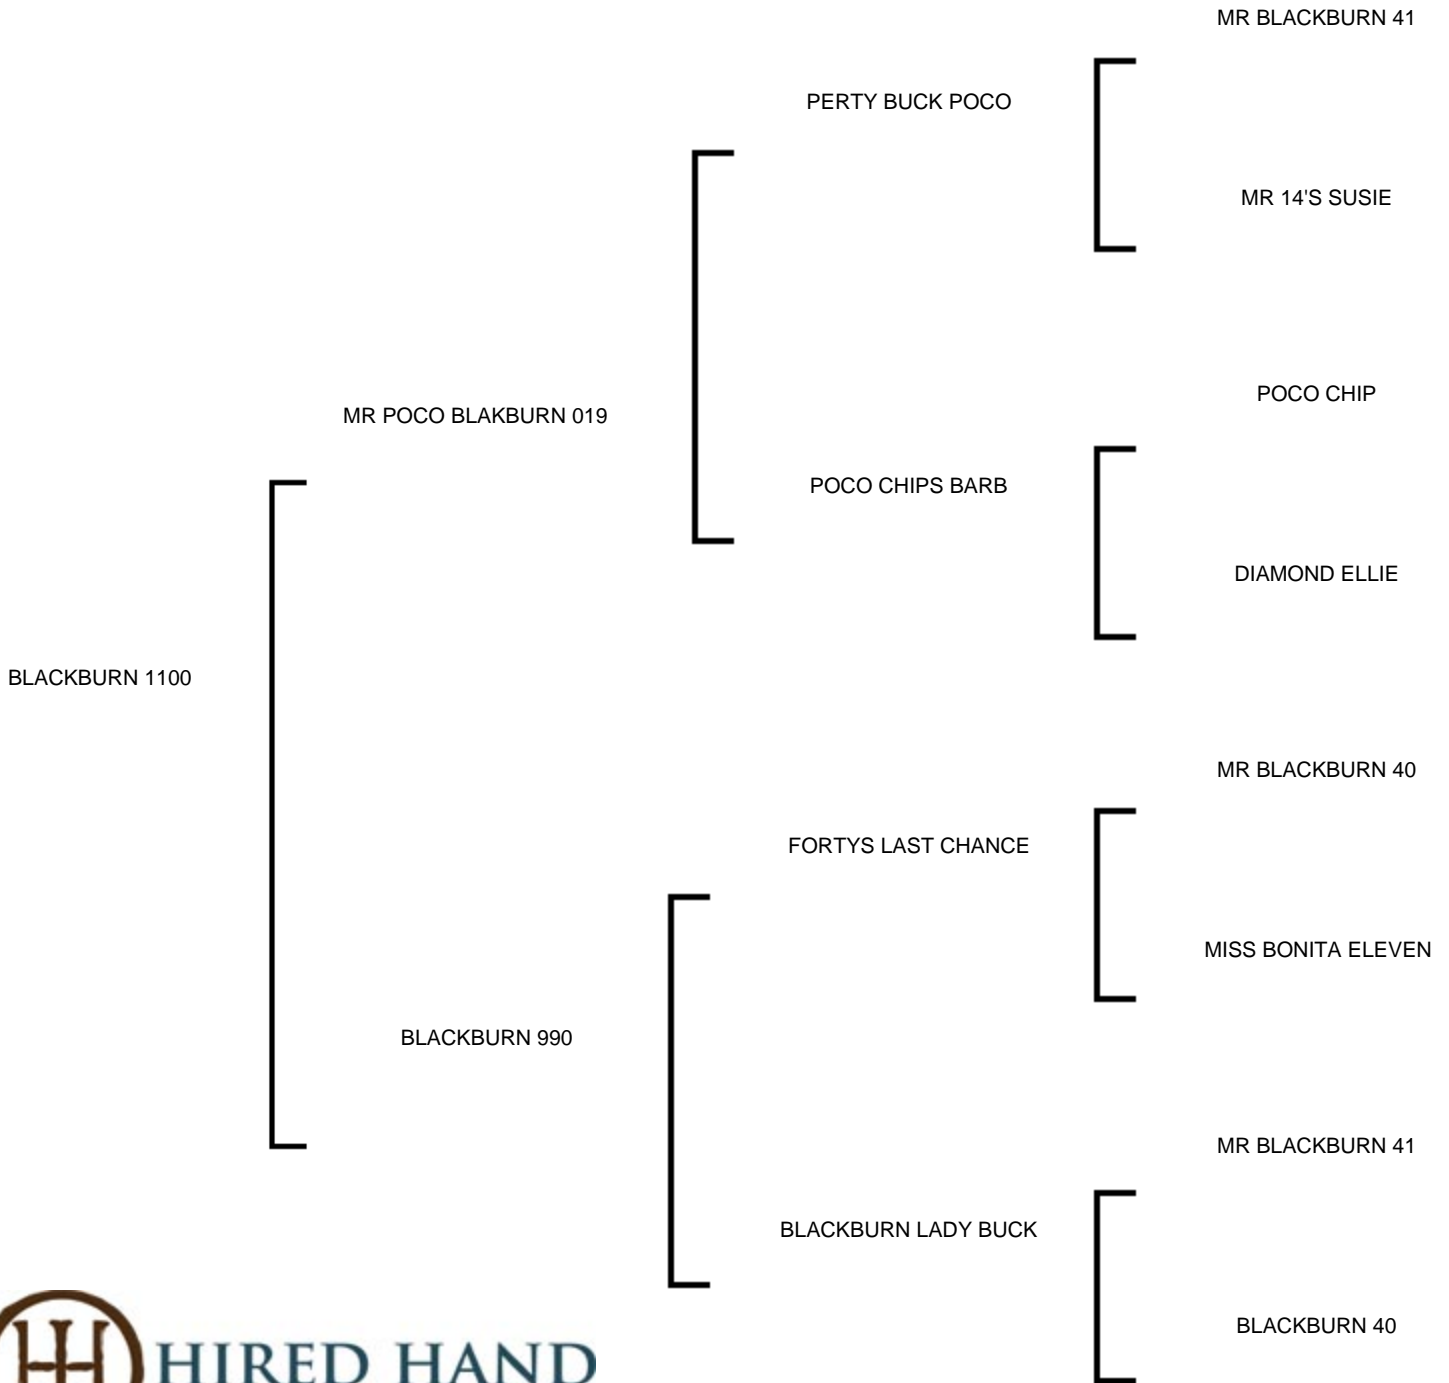 MR BLACKBURN 41
PERTY BUCK POCO
MR 14'S SUSIE
POCO CHIP
MR POCO BLAKBURN 019
POCO CHIPS BARB
DIAMOND ELLIE
BLACKBURN 1100
MR BLACKBURN 40
FORTYS LAST CHANCE
MISS BONITA ELEVEN
BLACKBURN 990
MR BLACKBURN 41
BLACKBURN LADY BUCK
BLACKBURN 40
HIRED HAND